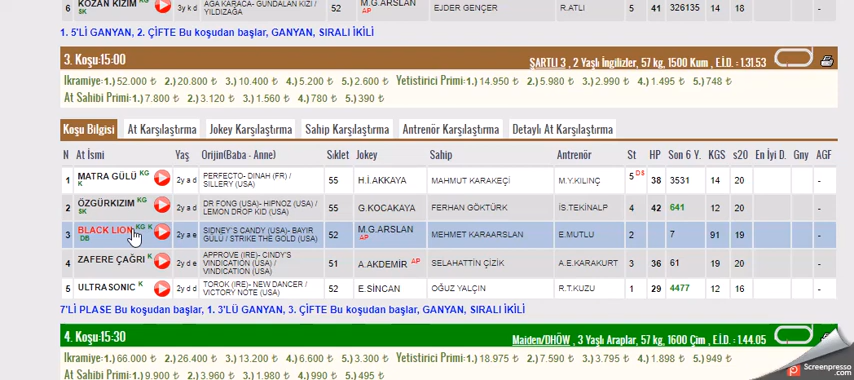 6 KOZAN KIZIM KG SK 3y k d AĞA KARACA- GÜNDALAN KIZI / YILDIZAĞA 52 M.G.ARSLAN AP EJDER GENÇER R.ATLI 5 41 326135 14 18
1. 5'Lİ GANYAN, 2. ÇİFTE Bu koşudan başlar, GANYAN, SIRALI İKİLİ
3. Koşu:15:00 ŞARTLI 3 , 2 Yaşlı İngilizler, 57 kg, 1500 Kum , E.İ.D. : 1.31.53
Ikramiye: 1.) 52.000 ₺ 2.) 20.800 ₺ 3.) 10.400 ₺ 4.) 5.200 ₺ 5.) 2.600 ₺ Yetistirici Primi: 1.) 14.950 ₺ 2.) 5.980 ₺ 3.) 2.990 ₺ 4.) 1.495 ₺ 5.) 748 ₺
At Sahibi Primi: 1.) 7.800 ₺ 2.) 3.120 ₺ 3.) 1.560 ₺ 4.) 780 ₺ 5.) 390 ₺
Koşu Bilgisi At Karşılaştırma Jokey Karşılaştırma Sahip Karşılaştırma Antrenör Karşılaştırma Detaylı At Karşılaştırma
N At İsmi Yaş Orijin(Baba - Anne) Sıklet Jokey Sahip Antrenör St HP Son 6 Y. KGS s20 En İyi D. Gny AGF
1 MATRA GÜLÜ KG K 2y a d PERFECTO- DINAH (FR) / SILLERY (USA) 55 H.İ.AKKAYA MAHMUT KARAKEÇİ M.Y.KILINÇ 5 DS 38 3531 14 20 -
2 ÖZGÜRKIZIM KG SK 2y a d DR FONG (USA)- HIPNOZ (USA) / LEMON DROP KID (USA) 55 G.KOCAKAYA FERHAN GÖKTÜRK İS.TEKİNALP 4 42 641 12 20 -
3 BLACK LION KG K DB 2y a e SIDNEY'S CANDY (USA)- BAYIR GÜLÜ / STRIKE THE GOLD (USA) 52 M.G.ARSLAN AP MEHMET KARAARSLAN E.MUTLU 2 7 91 19 -
4 ZAFERE ÇAĞRI K 2y d d APPROVE (IRE)- CINDY'S VINDICATION (USA) / VINDICATION (USA) 51 A.AKDEMİR AP SELAHATTİN ÇİZİK A.E.KARAKURT 3 36 61 19 20 -
5 ULTRASONIC K 2y d e TOROK (IRE)- NEW DANCER / VICTORY NOTE (USA) 52 E.SİNCAN OĞUZ YALÇIN R.T.KUZU 1 29 4477 12 16 -
7'Lİ PLASE Bu koşudan başlar, 1. 3'LÜ GANYAN, 3. ÇİFTE Bu koşudan başlar, GANYAN, SIRALI İKİLİ
4. Koşu:15:30 Maiden/DHÖW , 3 Yaşlı Araplar, 57 kg, 1600 Çim , E.İ.D. : 1.44.05
Ikramiye: 1.) 66.000 ₺ 2.) 26.400 ₺ 3.) 13.200 ₺ 4.) 6.600 ₺ 5.) 3.300 ₺ Yetistirici Primi: 1.) 18.975 ₺ 2.) 7.590 ₺ 3.) 3.795 ₺ 4.) 1.898 ₺ 5.) 949 ₺
At Sahibi Primi: 1.) 9.900 ₺ 2.) 3.960 ₺ 3.) 1.980 ₺ 4.) 990 ₺ 5.) 495 ₺
Screenpresso.com